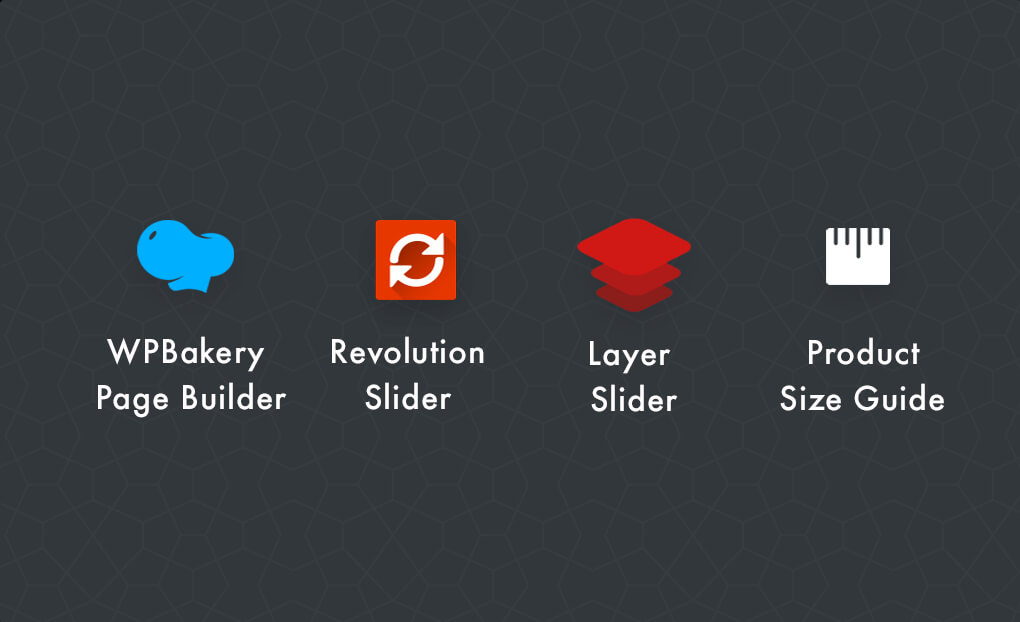 WPBakery
Page Builder
Revolution
Slider
Layer
Slider
Product
Size Guide